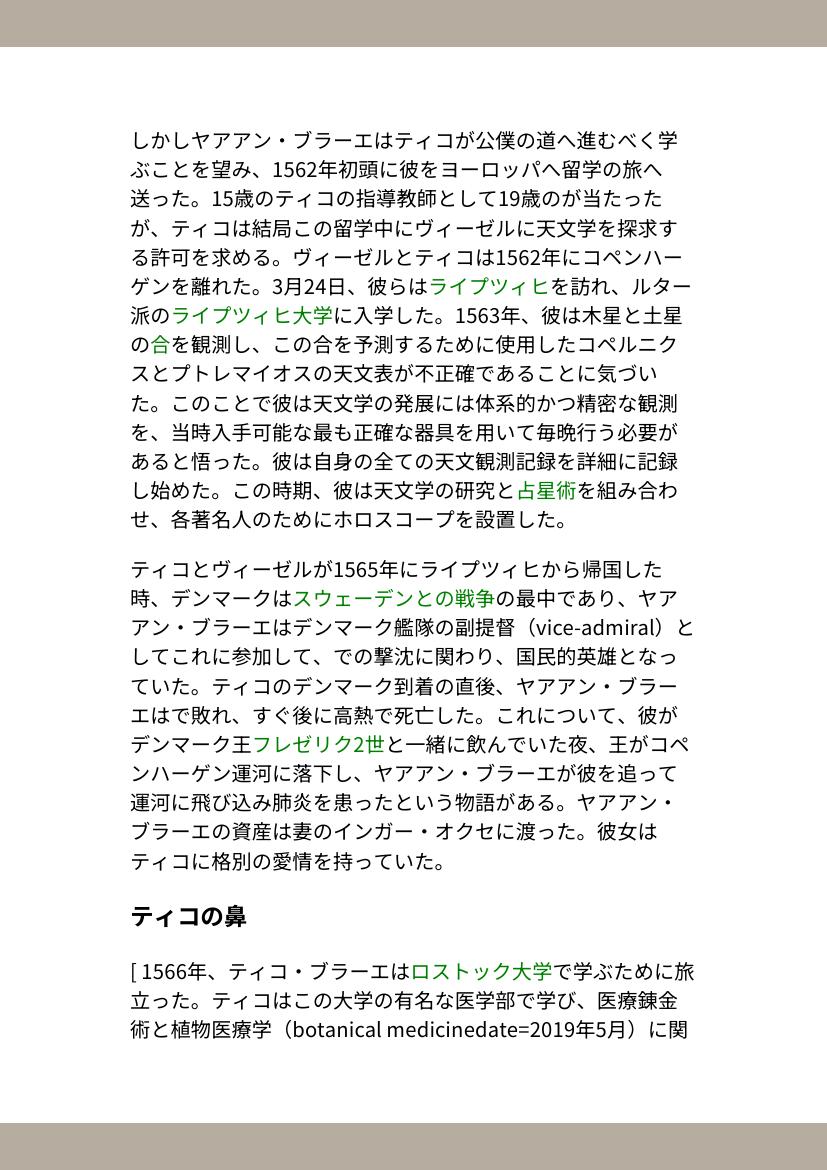 しかしヤアアン・ブラーエはティコが公僕の道へ進むべく学
ぶことを望み、1562年初頭に彼をヨーロッパへ留学の旅へ
送った。15歳のティコの指導教師として19歳のが当たった
が、ティコは結局この留学中にヴィーゼルに天文学を探求す
る許可を求める。ヴィーゼルとティコは1562年にコペンハー
ゲンを離れた。3月24日、彼らはライプツィヒを訪れ、ルター
派のライプツィヒ大学に入学した。1563年、彼は木星と土星
の合を観測し、この合を予測するために使用したコペルニク
スとプトレマイオスの天文表が不正確であることに気づい
た。このことで彼は天文学の発展には体系的かつ精密な観測
を、当時入手可能な最も正確な器具を用いて毎晩行う必要が
あると悟った。彼は自身の全ての天文観測記録を詳細に記録
し始めた。この時期、彼は天文学の研究と占星術を組み合わ
せ、各著名人のためにホロスコープを設置した。
ティコとヴィーゼルが1565年にライプツィヒから帰国した
時、デンマークはスウェーデンとの戦争の最中であり、ヤア
アン・ブラーエはデンマーク艦隊の副提督（vice-admiral）と
してこれに参加して、での撃沈に関わり、国民的英雄となっ
ていた。ティコのデンマーク到着の直後、ヤアアン・ブラー
エはで敗れ、すぐ後に高熱で死亡した。これについて、彼が
デンマーク王フレゼリク2世と一緒に飲んでいた夜、王がコペ
ンハーゲン運河に落下し、ヤアアン・ブラーエが彼を追って
運河に飛び込み肺炎を患ったという物語がある。ヤアアン・
ブラーエの資産は妻のインガー・オクセに渡った。彼女は
ティコに格別の愛情を持っていた。
ティコの鼻
[ 1566年、ティコ・ブラーエはロストック大学で学ぶために旅
立った。ティコはこの大学の有名な医学部で学び、医療錬金
術と植物医療学（botanical medicinedate=2019年5月）に関